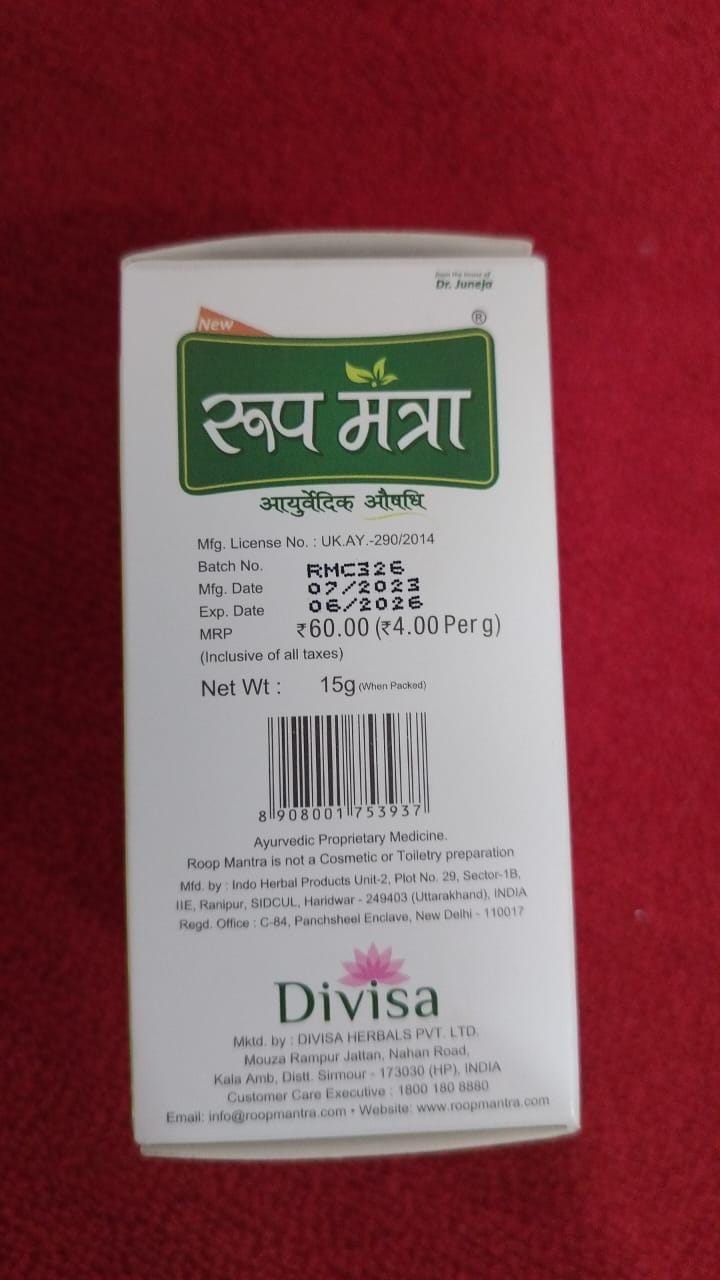 from the house of
Dr. Juneja
New
®
रूप मंत्रा
आयुर्वेदिक औषधि
Mfg. License No. : UK.AY.-290/2014
Batch No. RMC326
Mfg. Date 07/2023
Exp. Date 06/2026
MRP ₹60.00 (₹4.00 Per g)
(Inclusive of all taxes)
Net Wt : 15g (When Packed)
8 908001 753937
Ayurvedic Proprietary Medicine.
Roop Mantra is not a Cosmetic or Toiletry preparation
Mfd. by : Indo Herbal Products Unit-2, Plot No. 29, Sector-1B,
IIE, Ranipur, SIDCUL, Haridwar - 249403 (Uttarakhand), INDIA
Regd. Office : C-84, Panchsheel Enclave, New Delhi - 110017
Divisa
Mktd. by : DIVISA HERBALS PVT. LTD.
Mouza Rampur Jattan, Nahan Road,
Kala Amb, Distt. Sirmour - 173030 (HP), INDIA
Customer Care Executive : 1800 180 8880
Email: info@roopmantra.com • Website: www.roopmantra.com